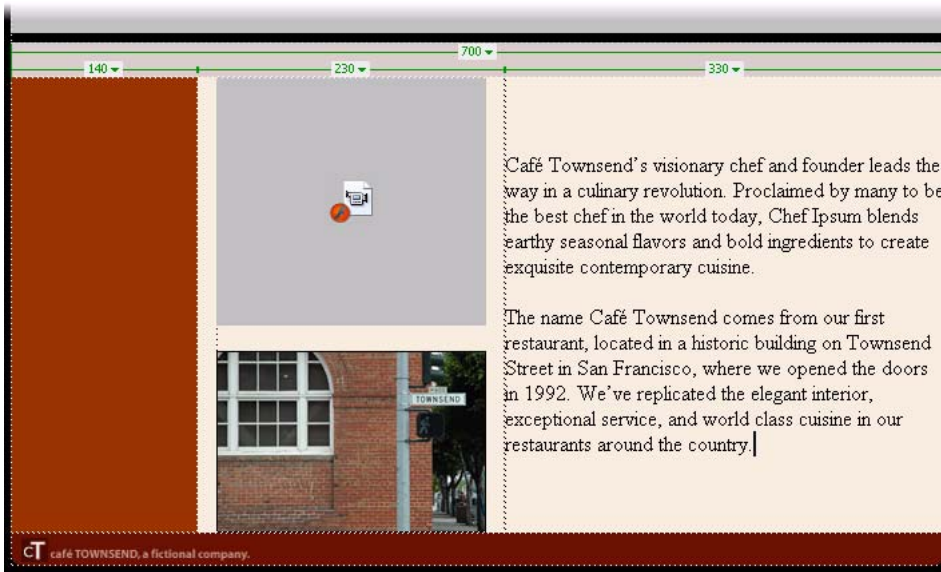 700
140
230
330
Café Townsend's visionary chef and founder leads the
way in a culinary revolution. Proclaimed by many to be
the best chef in the world today, Chef Ipsum blends
earthy seasonal flavors and bold ingredients to create
exquisite contemporary cuisine.
The name Café Townsend comes from our first
restaurant, located in a historic building on Townsend
Street in San Francisco, where we opened the doors
in 1992. We've replicated the elegant interior,
exceptional service, and world class cuisine in our
restaurants around the country.
TOWNSEND
CT café TOWNSEND, a fictional company.